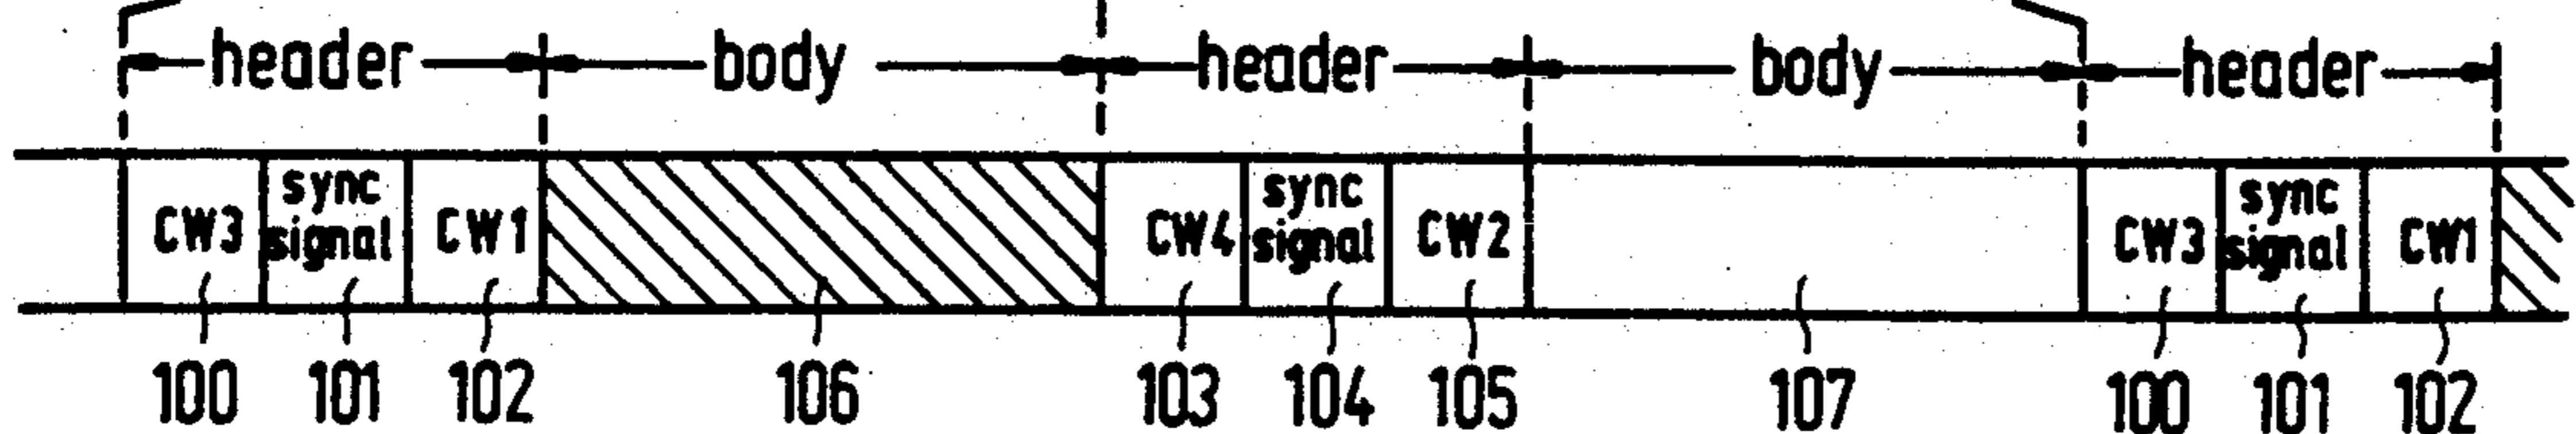 header body header body header
CW3 sync signal CW1 CW4 sync signal CW2 CW3 sync signal CW1
100 101 102 106 103 104 105 107 100 101 102